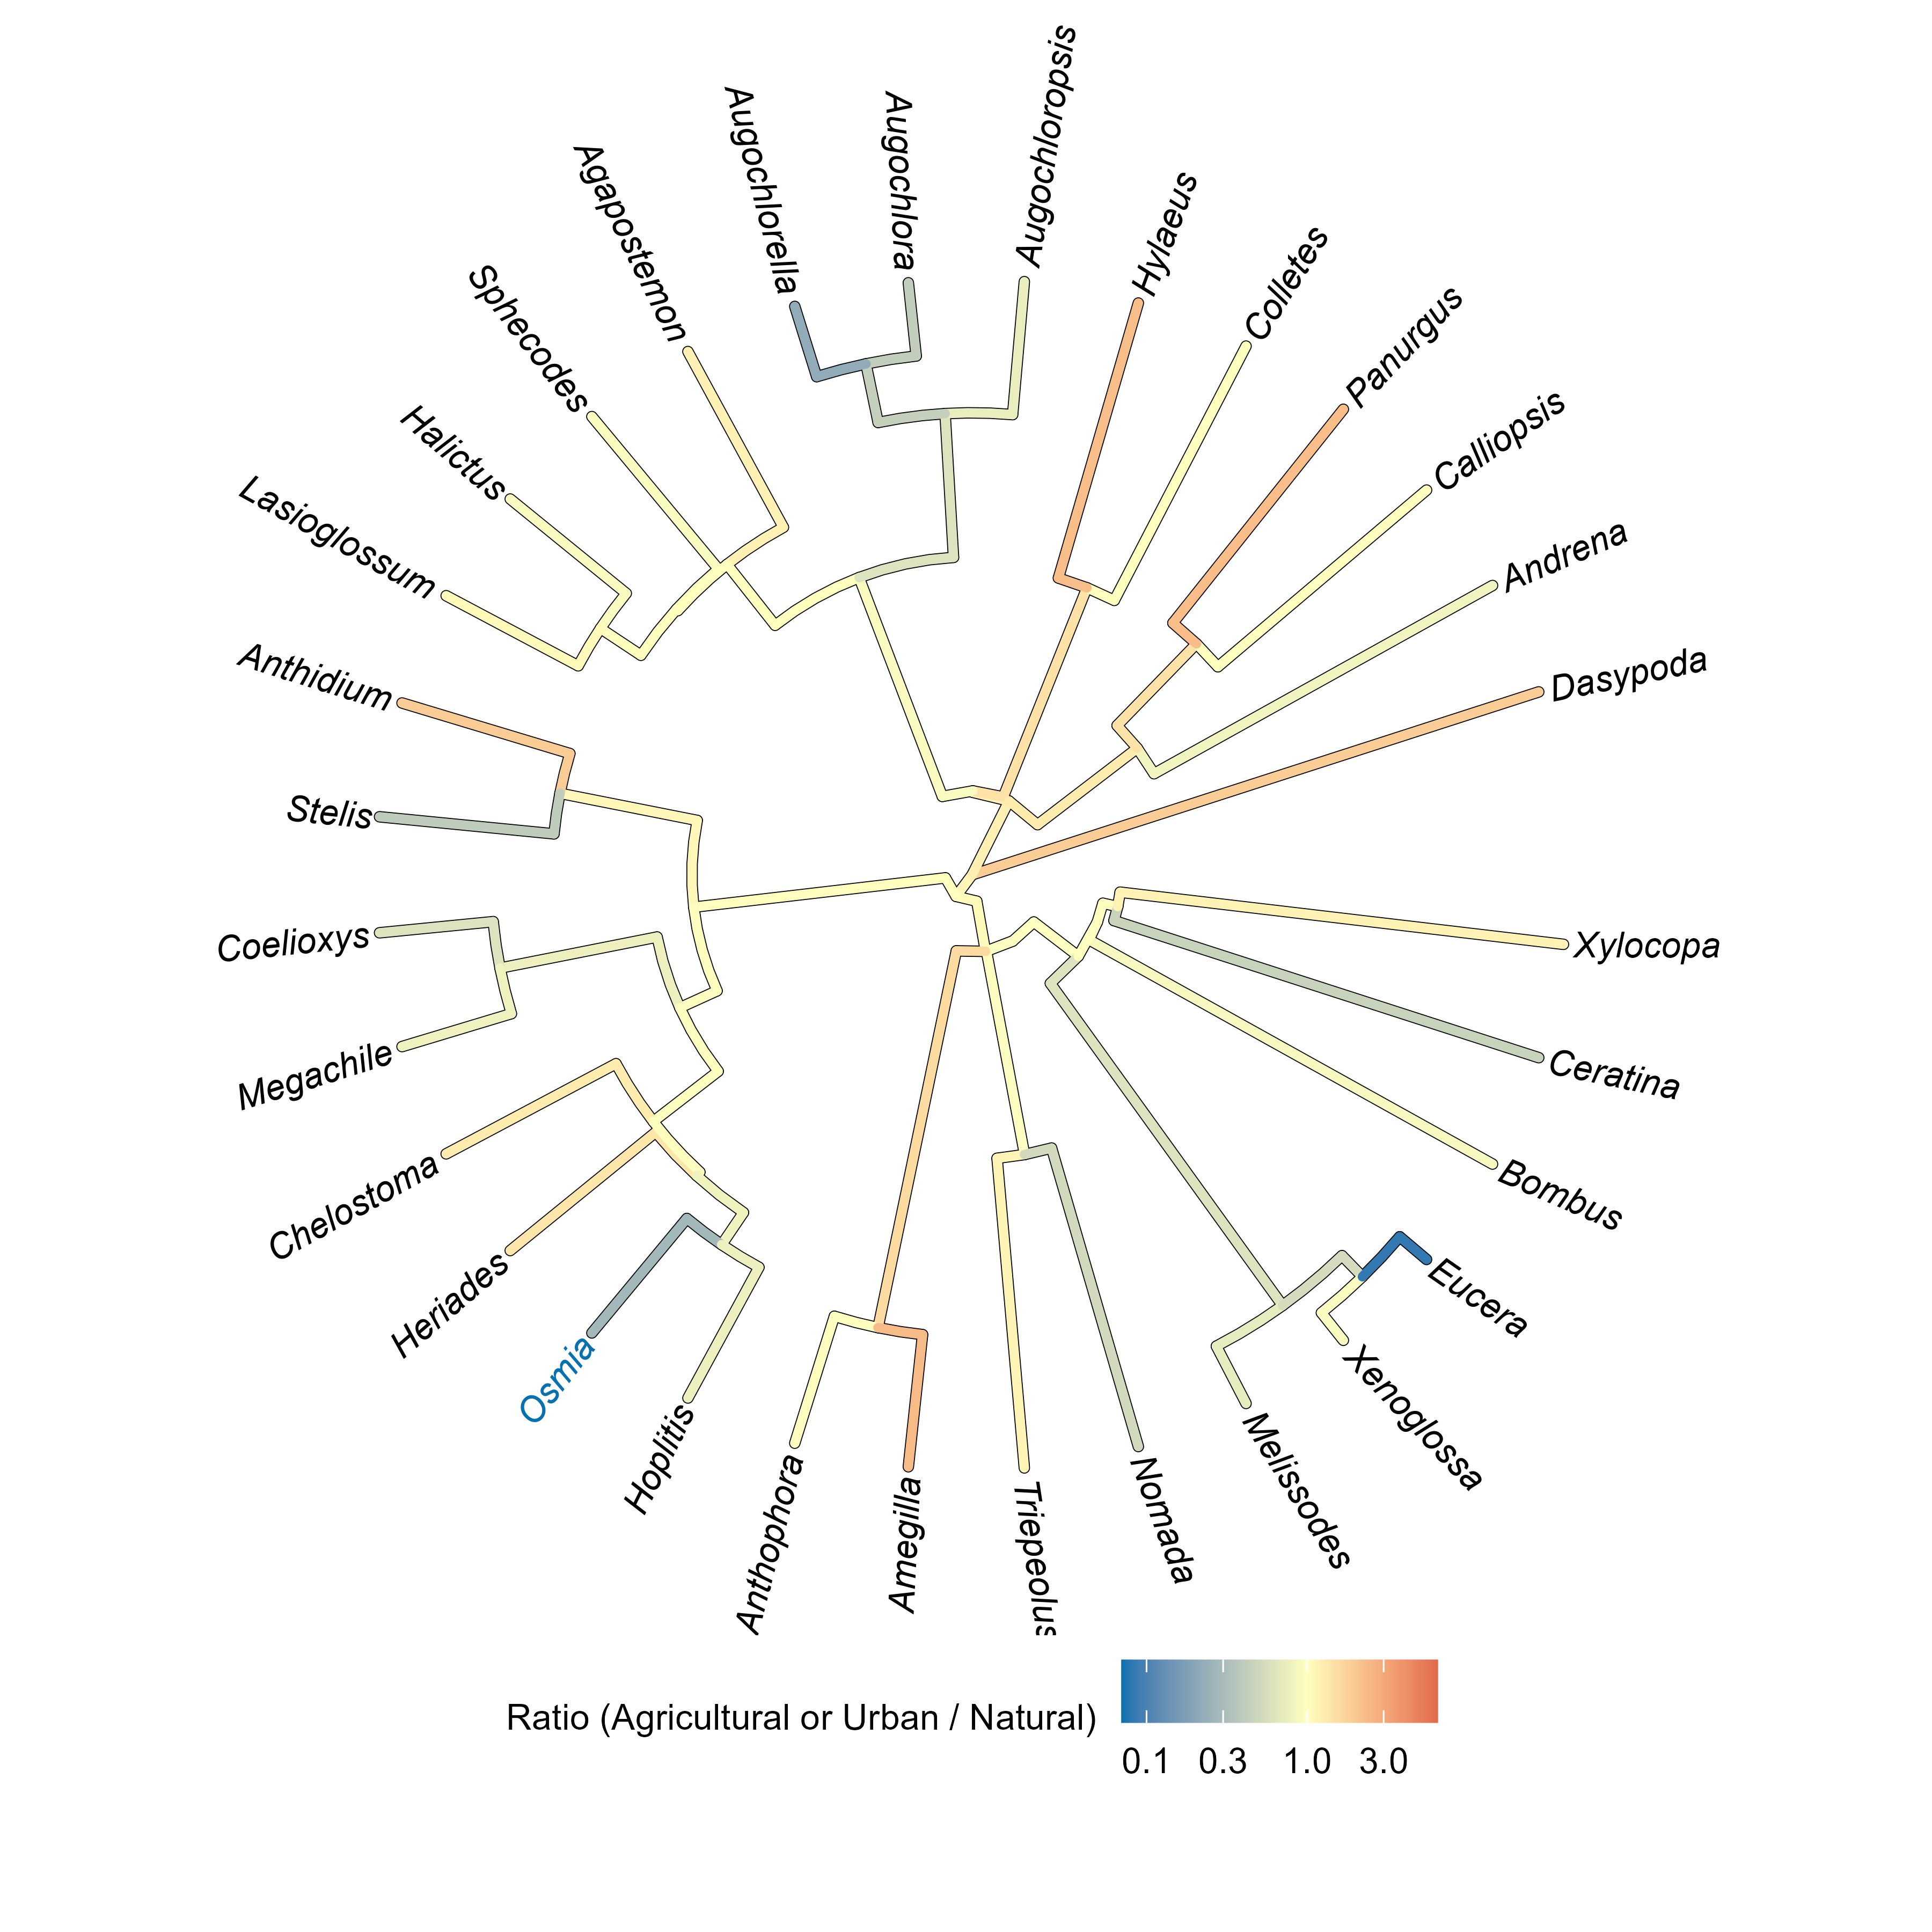 Augochloropsis
Augochlora
Augochlorella
Agapostemon
Sphecodes
Halictus
Lasioglossum
Anthidium
Stelis
Coelioxys
Megachile
Chelostoma
Heriades
Osmia
Hoplitis
Anthophora
Amegilla
Triepeolus
Nomada
Melissodes
Xenoglossa
Eucera
Bombus
Ceratina
Xylocopa
Dasypoda
Andrena
Calliopsis
Panurgus
Colletes
Hylaeus
Ratio (Agricultural or Urban / Natural)
0.1 0.3 1.0 3.0